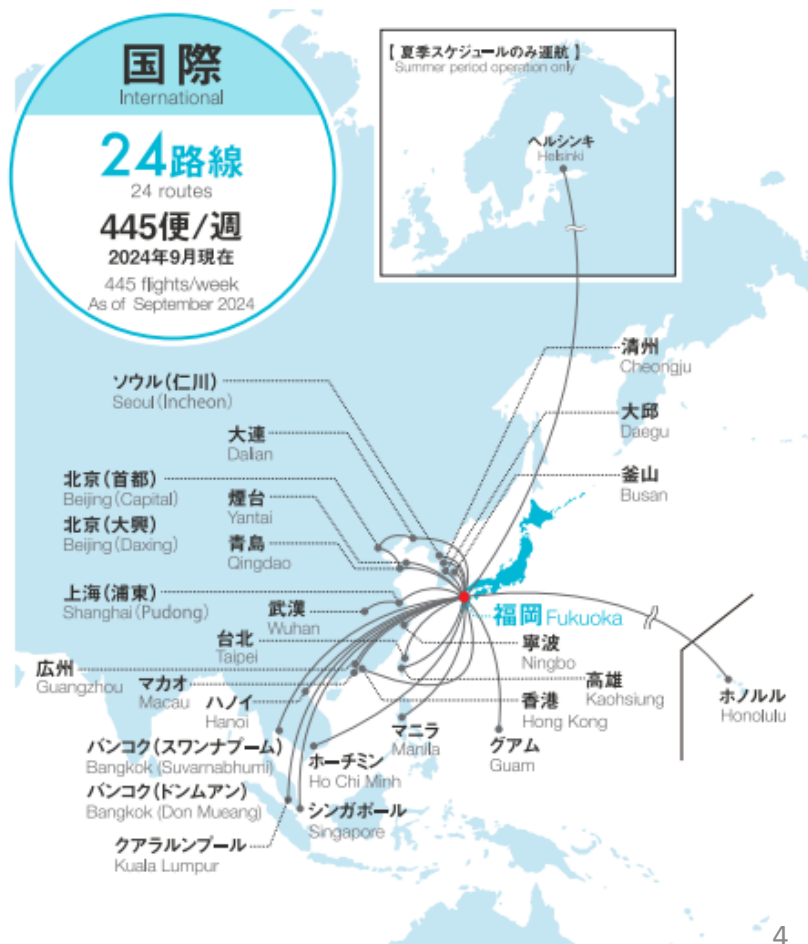 国際
International
24路線
24 routes
445便/週
2024年9月現在
445 flights/week
As of September 2024
【 夏季スケジュールのみ運航 】
Summer period operation only
ヘルシンキ
Helsinki
清州
Cheongju
ソウル(仁川)
Seoul(Incheon)
大邱
Daegu
大連
Dalian
釜山
Busan
北京(首都)
Beijing(Capital)
煙台
Yantai
北京(大興)
Beijing(Daxing)
青島
Qingdao
上海(浦東)
Shanghai(Pudong)
武漢
Wuhan
福岡 Fukuoka
台北
Taipei
寧波
Ningbo
広州
Guangzhou
マカオ
Macau
ハノイ
Hanoi
高雄
Kaohsiung
香港
Hong Kong
ホノルル
Honolulu
マニラ
Manila
グアム
Guam
バンコク(スワンナプーム)
Bangkok (Suvarnabhumi)
ホーチミン
Ho Chi Minh
バンコク(ドンムアン)
Bangkok (Don Mueang)
シンガポール
Singapore
クアラルンプール
Kuala Lumpur
4